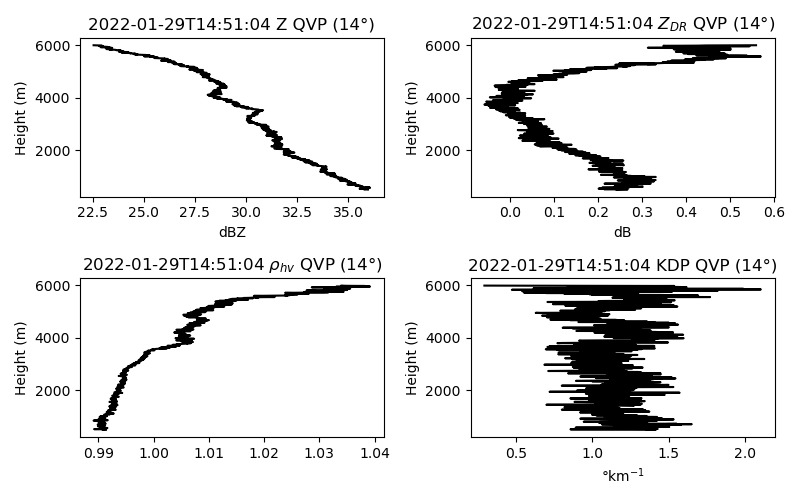 2022-01-29T14:51:04 Z QVP (14°)
6000
4000
2000
Height (m)
22.5 25.0 27.5 30.0 32.5 35.0
dBZ
2022-01-29T14:51:04 Z_DR QVP (14°)
6000
4000
2000
Height (m)
0.0 0.1 0.2 0.3 0.4 0.5 0.6
dB
2022-01-29T14:51:04 ρ_hv QVP (14°)
6000
4000
2000
Height (m)
0.99 1.00 1.01 1.02 1.03 1.04
2022-01-29T14:51:04 KDP QVP (14°)
6000
4000
2000
Height (m)
0.5 1.0 1.5 2.0
°km⁻¹